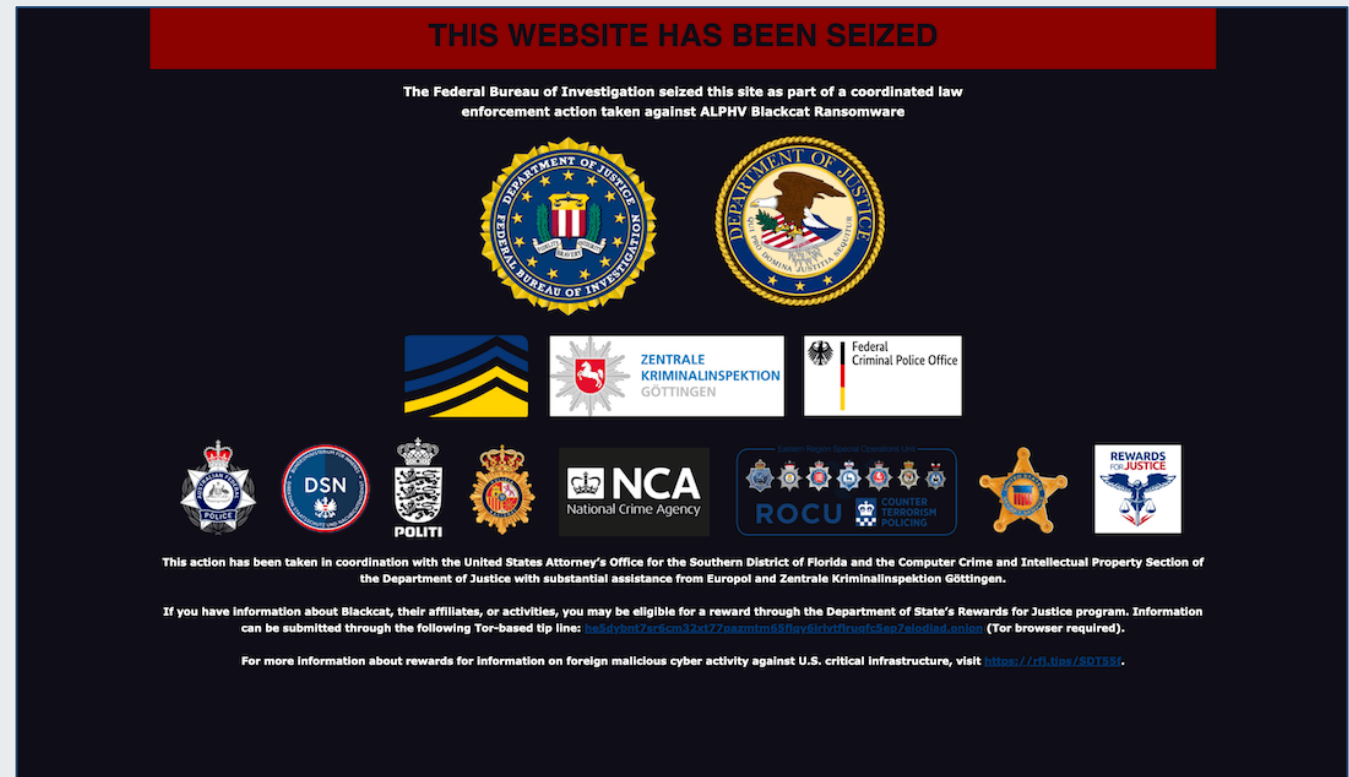 THIS WEBSITE HAS BEEN SEIZED
The Federal Bureau of Investigation seized this site as part of a coordinated law
enforcement action taken against ALPHV Blackcat Ransomware
DEPARTMENT OF JUSTICE
FEDERAL BUREAU OF INVESTIGATION
FIDELITY BRAVERY INTEGRITY
DEPARTMENT OF JUSTICE
QUI PRO DOMINA JUSTITIA SEQUITUR
ZENTRALE
KRIMINALINSPEKTION
GÖTTINGEN
Federal
Criminal Police Office
AUSTRALIAN FEDERAL
POLICE
DSN
POLITI
NCA
National Crime Agency
Eastern Region Special Operations Unit
ROCU
COUNTER
TERRORISM
POLICING
REWARDS
FOR JUSTICE
This action has been taken in coordination with the United States Attorney's Office for the Southern District of Florida and the Computer Crime and Intellectual Property Section of
the Department of Justice with substantial assistance from Europol and Zentrale Kriminalinspektion Göttingen.
If you have information about Blackcat, their affiliates, or activities, you may be eligible for a reward through the Department of State's Rewards for Justice program. Information
can be submitted through the following Tor-based tip line: (Tor browser required).
For more information about rewards for information on foreign malicious cyber activity against U.S. critical infrastructure, visit https://rfj.tips/SDT55f.